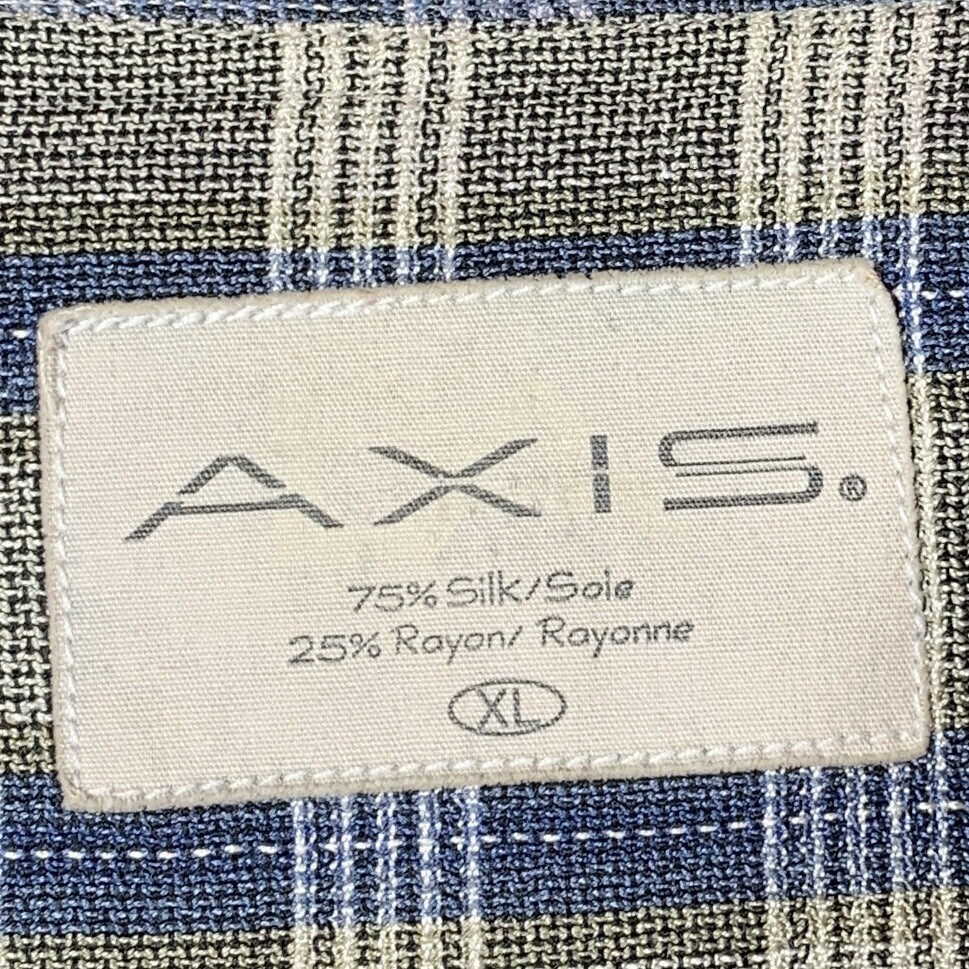 AXIS.®
75% Silk/Soie
25% Rayon/ Rayonne
XL